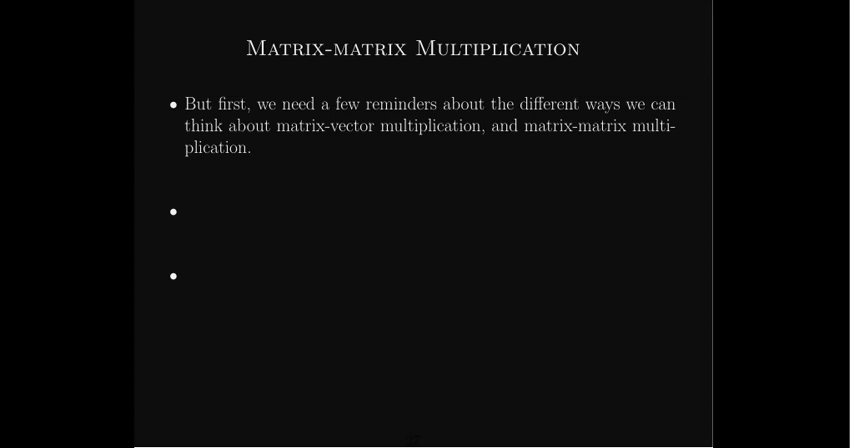 Matrix-matrix Multiplication
• But first, we need a few reminders about the different ways we can
think about matrix-vector multiplication, and matrix-matrix multi-
plication.
•
•